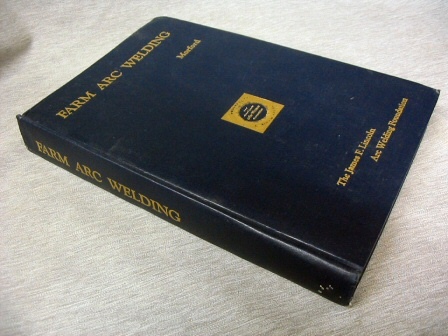 FARM ARC WELDING
Morford
The James F. Lincoln
Arc Welding Foundation
FARM ARC WELDING